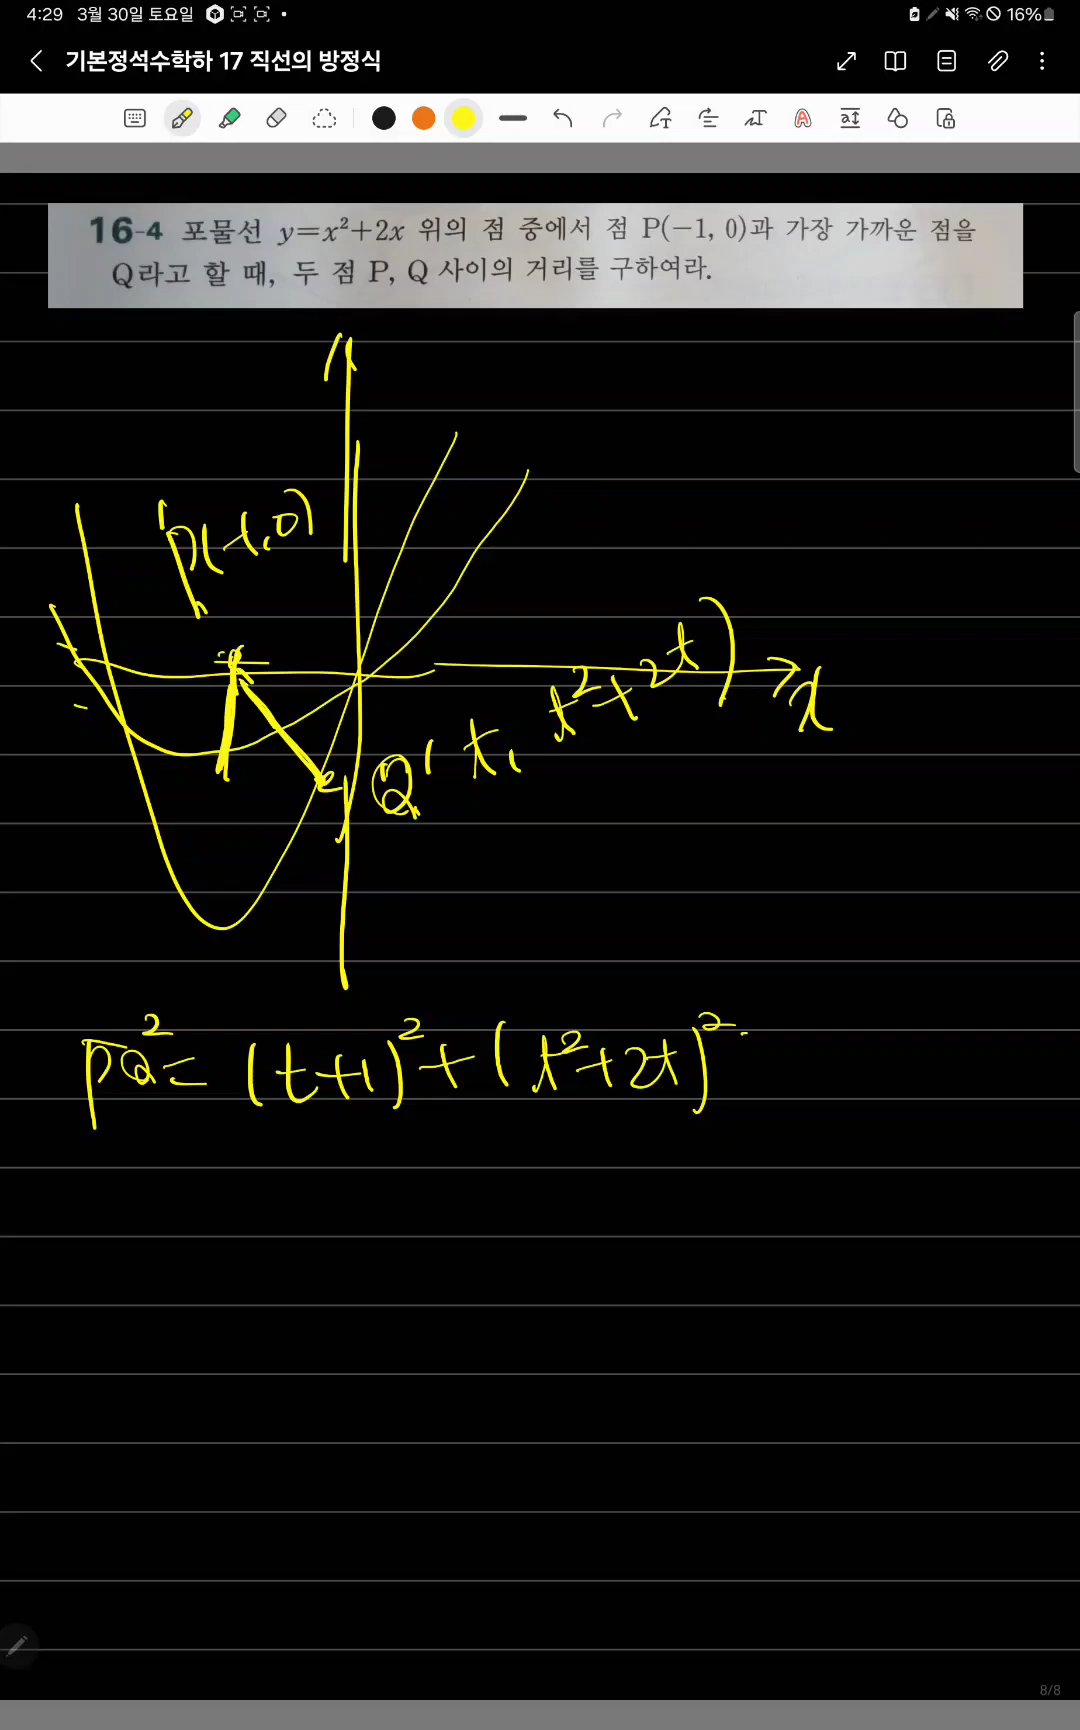 4:29 3월 30일 토요일 16%
기본정석수학하 17 직선의 방정식
16-4 포물선 y=x²+2x 위의 점 중에서 점 P(−1, 0)과 가장 가까운 점을
Q라고 할 때, 두 점 P, Q 사이의 거리를 구하여라.
P(-1,0)
Q(t, t²+2t)
x
PQ²= (t+1)²+(t²+2t)²
8/8